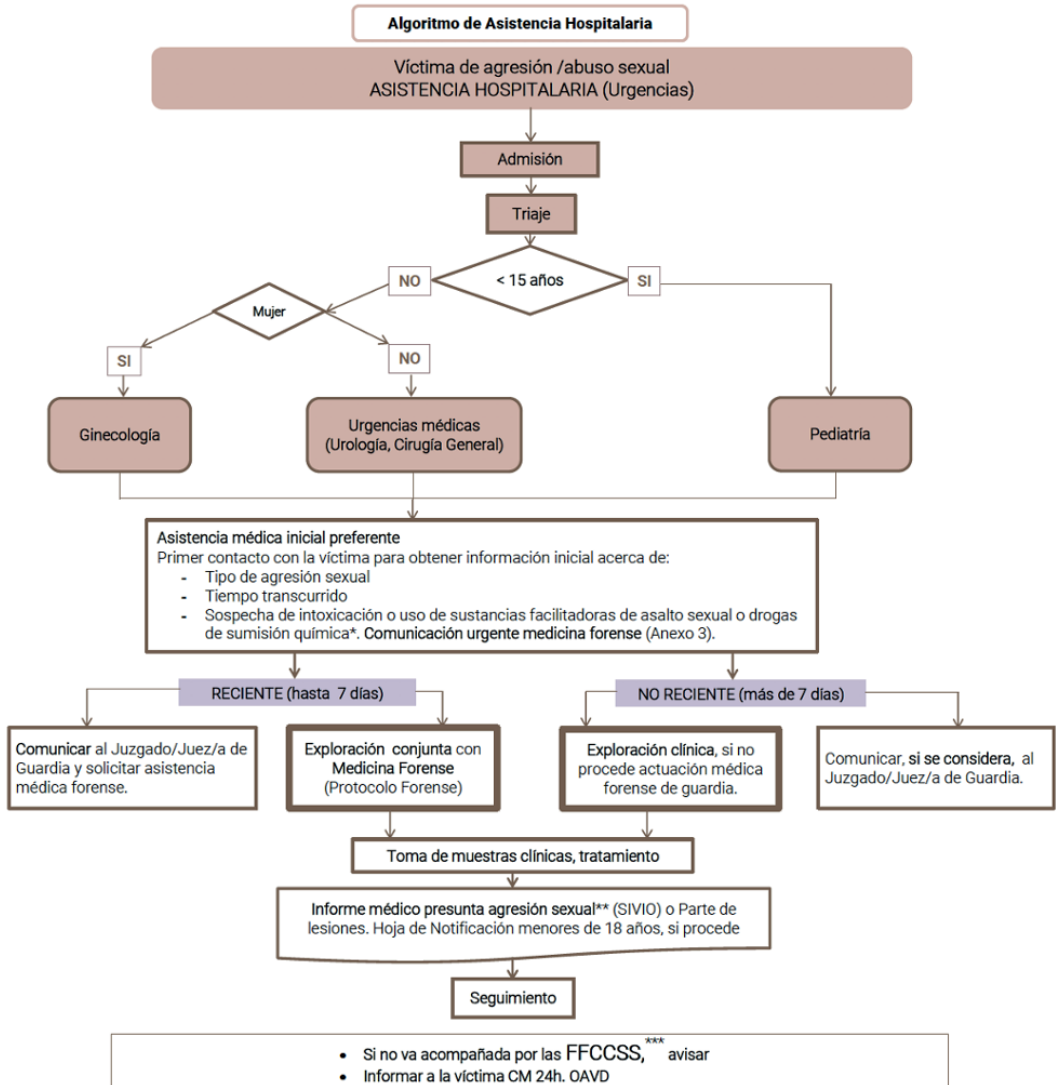 Algoritmo de Asistencia Hospitalaria
Víctima de agresión /abuso sexual
ASISTENCIA HOSPITALARIA (Urgencias)
Admisión
Triaje
< 15 años
NO
SI
Mujer
SI
NO
Ginecología
Urgencias médicas
(Urología, Cirugía General)
Pediatría
Asistencia médica inicial preferente
Primer contacto con la víctima para obtener información inicial acerca de:
- Tipo de agresión sexual
- Tiempo transcurrido
- Sospecha de intoxicación o uso de sustancias facilitadoras de asalto sexual o drogas
de sumisión química*. Comunicación urgente medicina forense (Anexo 3).
RECIENTE (hasta 7 días)
NO RECIENTE (más de 7 días)
Comunicar al Juzgado/Juez/a de
Guardia y solicitar asistencia
médica forense.
Exploración conjunta con
Medicina Forense
(Protocolo Forense)
Exploración clínica, si no
procede actuación médica
forense de guardia.
Comunicar, si se considera, al
Juzgado/Juez/a de Guardia.
Toma de muestras clínicas, tratamiento
Informe médico presunta agresión sexual** (SIVIO) o Parte de
lesiones. Hoja de Notificación menores de 18 años, si procede
Seguimiento
• Si no va acompañada por las FFCCSS,*** avisar
• Informar a la víctima CM 24h. OAVD